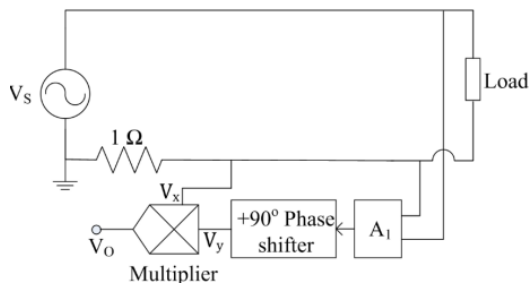 V_S
Load
1 Ω
V_x
+90° Phase
shifter
A_1
V_y
V_O
Multiplier